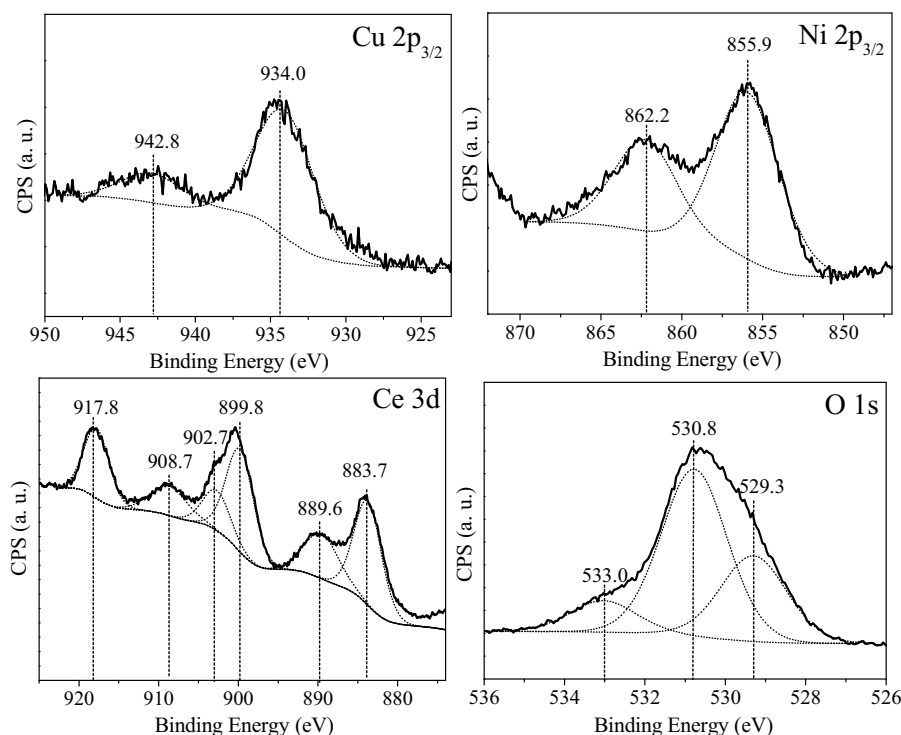 Cu 2p3/2
934.0
942.8
CPS (a. u.)
950 945 940 935 930 925
Binding Energy (eV)
Ni 2p3/2
855.9
862.2
CPS (a. u.)
870 865 860 855 850
Binding Energy (eV)
Ce 3d
917.8
899.8
902.7
908.7
883.7
889.6
CPS (a. u.)
920 910 900 890 880
Binding Energy (eV)
O 1s
530.8
529.3
533.0
CPS (a. u.)
536 534 532 530 528 526
Binding Energy (eV)